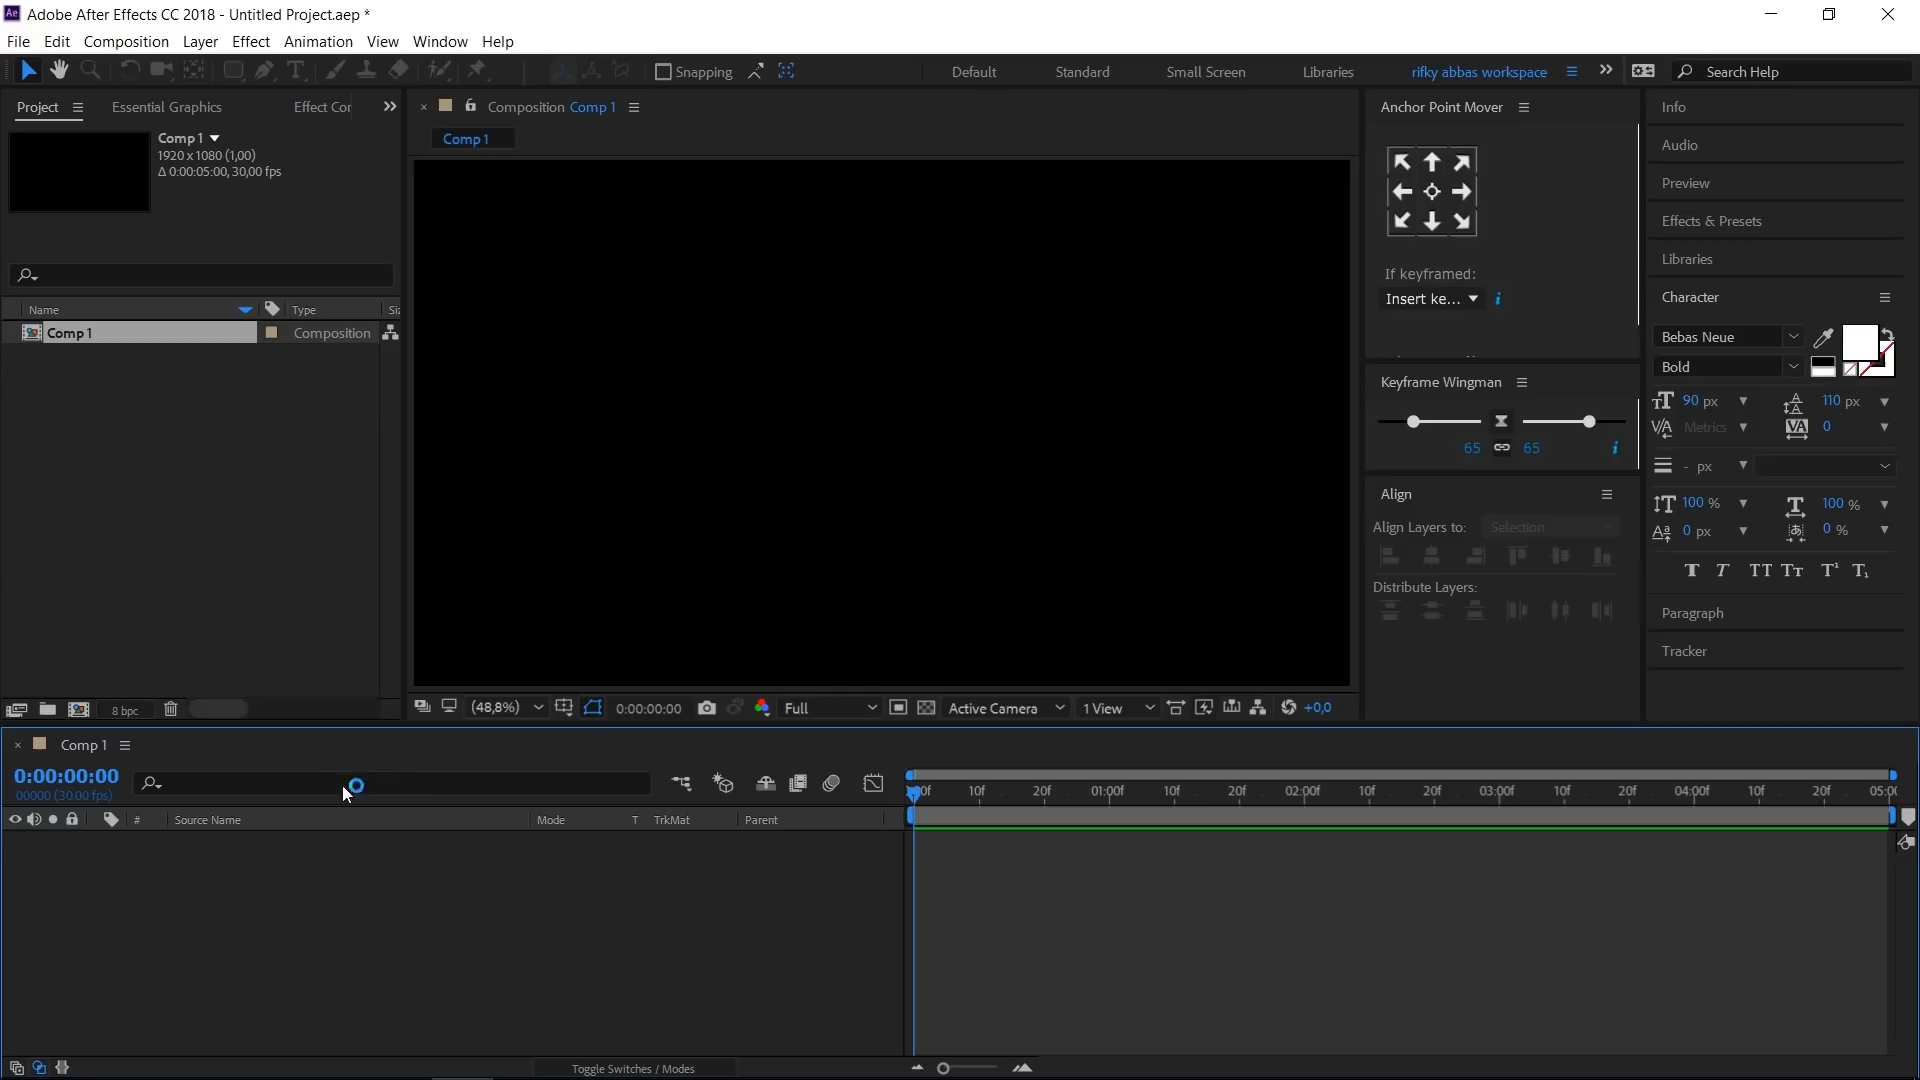 Adobe After Effects CC 2018 - Untitled Project.aep *
File Edit Composition Layer Effect Animation View Window Help
Snapping Default Standard Small Screen Libraries rifky abbas workspace Search Help
Project Essential Graphics Effect Cor
Comp 1
1920 x 1080 (1,00)
Δ 0:00:05:00, 30,00 fps
Name Type Siz
Comp 1 Composition
8 bpc
Composition Comp 1
Comp 1
(48,8%) 0:00:00:00 Full Active Camera 1 View +0,0
Anchor Point Mover
If keyframed:
Insert ke...
Keyframe Wingman
65 65
Align
Align Layers to: Selection
Distribute Layers:
Info
Audio
Preview
Effects & Presets
Libraries
Character
Bebas Neue
Bold
90 px 110 px
Metrics 0
- px
100 % 100 %
0 px 0 %
Paragraph
Tracker
Comp 1
0:00:00:00
00000 (30.00 fps)
10f 20f 01:00f 10f 20f 02:00f 10f 20f 03:00f 10f 20f 04:00f 10f 20f
# Source Name Mode T TrkMat Parent
Toggle Switches / Modes